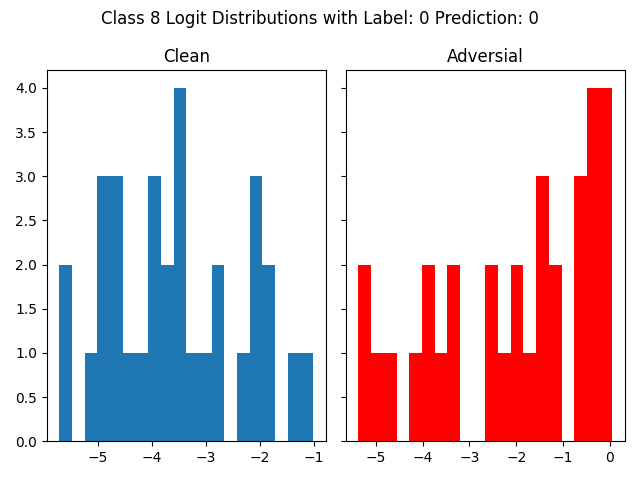 Class 8 Logit Distributions with Label: 0 Prediction: 0
Clean
Adversial
4.0
3.5
3.0
2.5
2.0
1.5
1.0
0.5
0.0
−5 −4 −3 −2 −1
−5 −4 −3 −2 −1 0